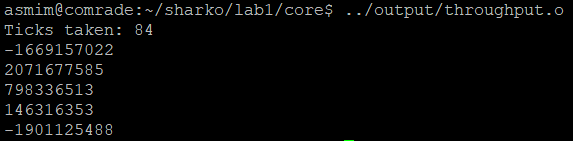 asmim@comrade:~/sharko/lab1/core$ ../output/throughput.o
Ticks taken: 84
-1669157022
2071677585
798336513
146316353
-1901125488